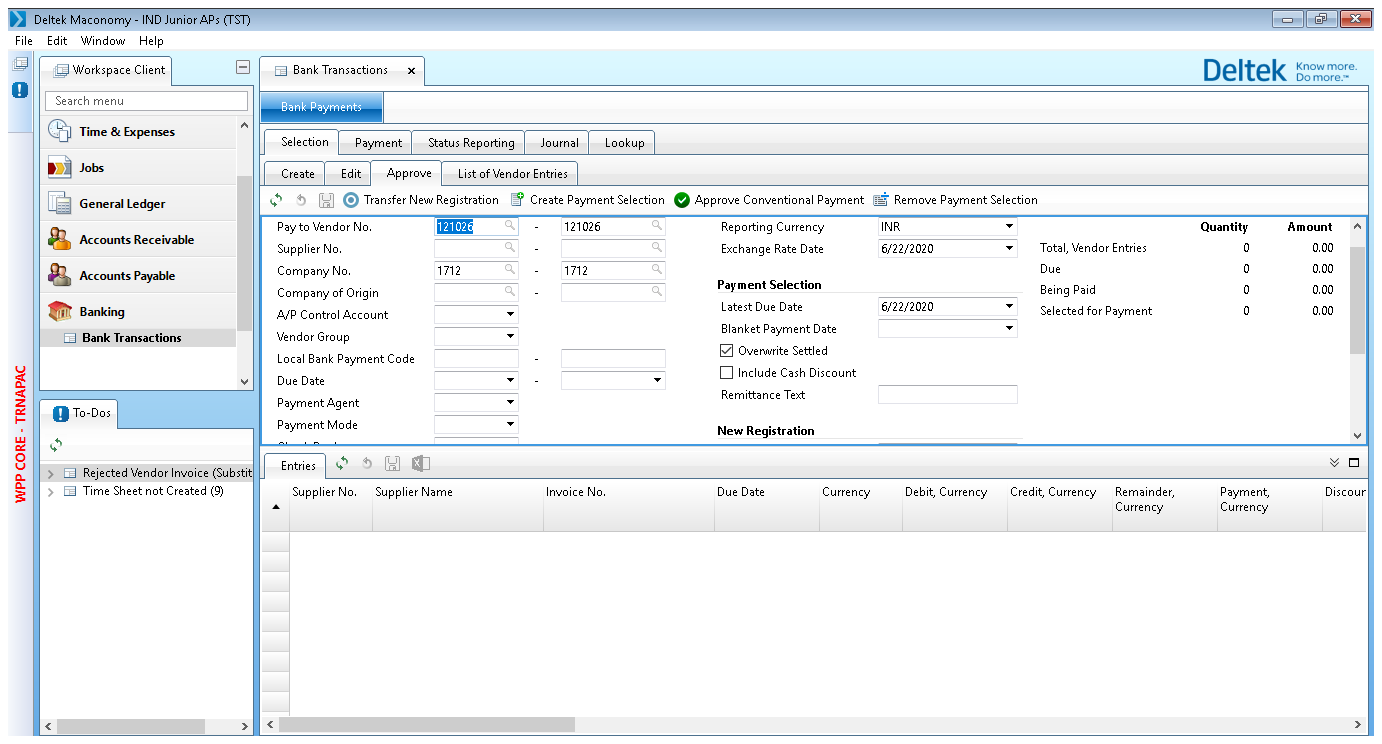 Deltek Maconomy - IND Junior APs (TST)
File Edit Window Help
Workspace Client
Search menu
Time & Expenses
Jobs
General Ledger
Accounts Receivable
Accounts Payable
Banking
Bank Transactions
To-Dos
Rejected Vendor Invoice (Substit
Time Sheet not Created (9)
WPP CORE - TRNAPAC
Bank Transactions
Deltek Know more.
Do more.™
Bank Payments
Selection Payment Status Reporting Journal Lookup
Create Edit Approve List of Vendor Entries
Transfer New Registration Create Payment Selection Approve Conventional Payment Remove Payment Selection
Pay to Vendor No. 121026 - 121026
Supplier No. -
Company No. 1712 - 1712
Company of Origin -
A/P Control Account
Vendor Group
Local Bank Payment Code -
Due Date -
Payment Agent
Payment Mode
Reporting Currency INR
Exchange Rate Date 6/22/2020
Payment Selection
Latest Due Date 6/22/2020
Blanket Payment Date
Overwrite Settled
Include Cash Discount
Remittance Text
New Registration
Quantity Amount
Total, Vendor Entries 0 0.00
Due 0 0.00
Being Paid 0 0.00
Selected for Payment 0 0.00
Entries
Supplier No. Supplier Name Invoice No. Due Date Currency Debit, Currency Credit, Currency Remainder, Payment, Discour
Currency Currency